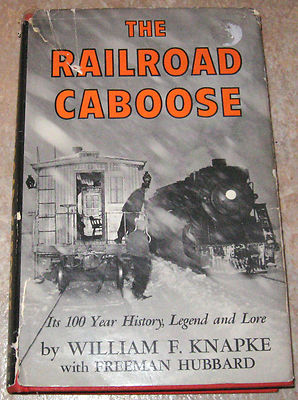 THE
RAILROAD
CABOOSE
Its 100 Year History, Legend and Lore
by WILLIAM F. KNAPKE
with FREEMAN HUBBARD